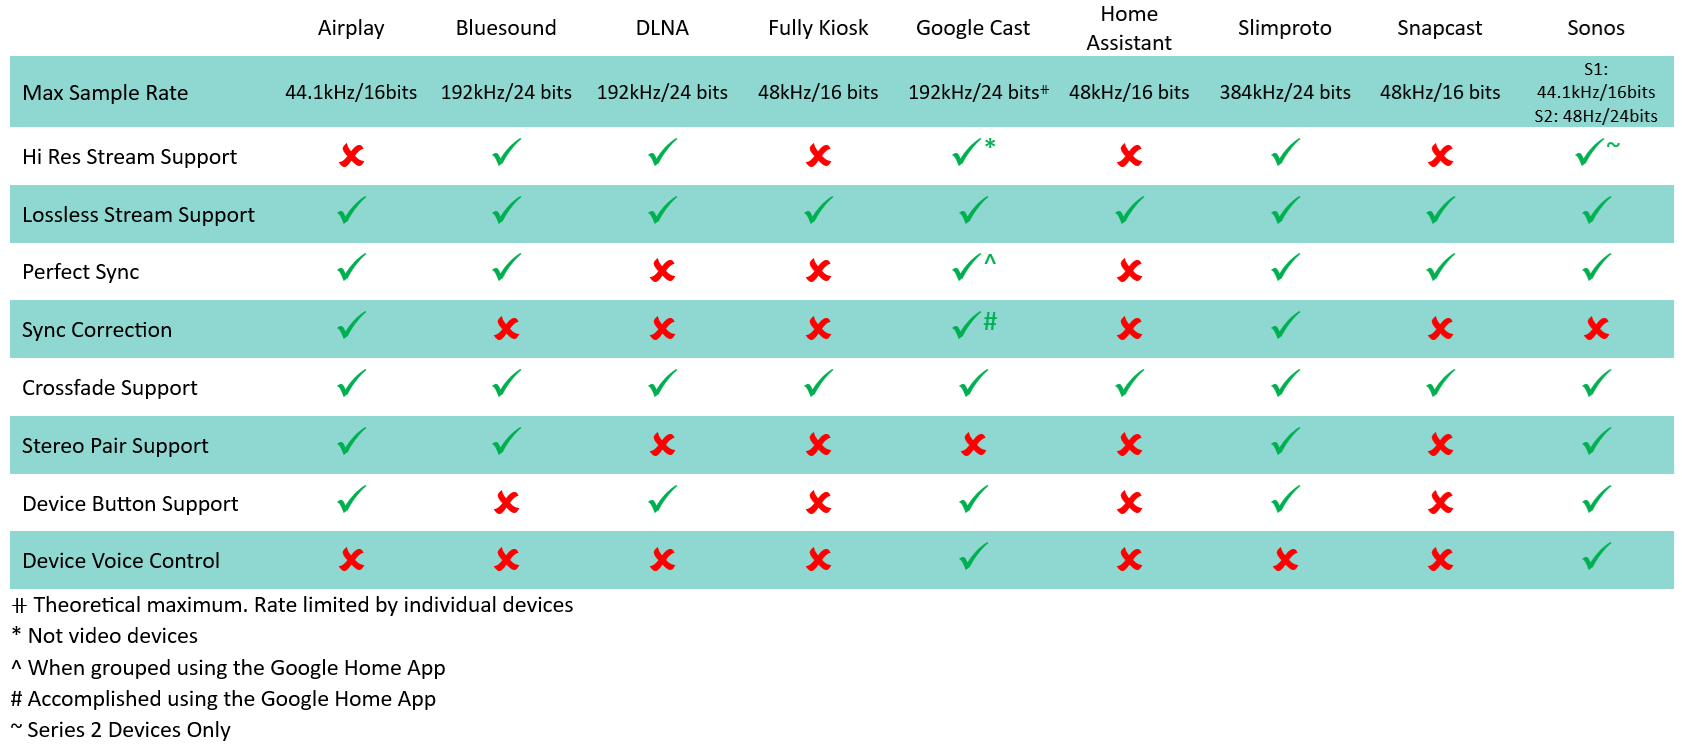 Airplay Bluesound DLNA Fully Kiosk Google Cast Home Assistant Slimproto Snapcast Sonos
Max Sample Rate 44.1kHz/16bits 192kHz/24 bits 192kHz/24 bits 48kHz/16 bits 192kHz/24 bits⧺ 48kHz/16 bits 384kHz/24 bits 48kHz/16 bits S1: 44.1kHz/16bits S2: 48Hz/24bits
Hi Res Stream Support ✘ ✓ ✓ ✘ ✓* ✘ ✓ ✘ ✓~
Lossless Stream Support ✓ ✓ ✓ ✓ ✓ ✓ ✓ ✓ ✓
Perfect Sync ✓ ✓ ✘ ✘ ✓^ ✘ ✓ ✓ ✓
Sync Correction ✓ ✘ ✘ ✘ ✓# ✘ ✓ ✘ ✘
Crossfade Support ✓ ✓ ✓ ✓ ✓ ✓ ✓ ✓ ✓
Stereo Pair Support ✓ ✓ ✘ ✘ ✘ ✘ ✓ ✘ ✓
Device Button Support ✓ ✘ ✓ ✘ ✓ ✘ ✓ ✘ ✓
Device Voice Control ✘ ✘ ✘ ✘ ✓ ✘ ✘ ✘ ✓
⧺ Theoretical maximum. Rate limited by individual devices
* Not video devices
^ When grouped using the Google Home App
# Accomplished using the Google Home App
~ Series 2 Devices Only